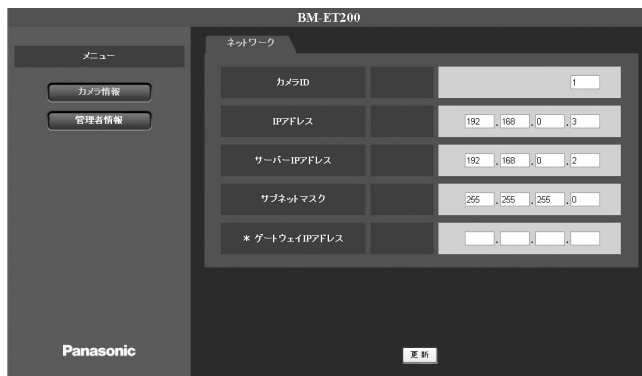 BM-ET200
メニュー
カメラ情報
管理者情報
ネットワーク
カメラID 1
IPアドレス 192 . 168 . 0 . 3
サーバーIPアドレス 192 . 168 . 0 . 2
サブネットマスク 255 . 255 . 255 . 0
* ゲートウェイIPアドレス . . .
更新
Panasonic